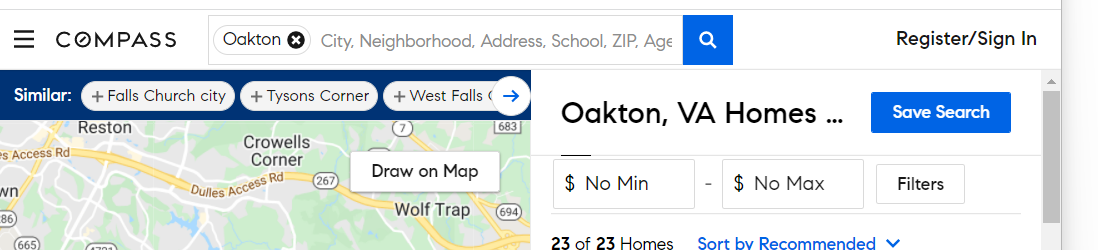 COMPASS
Oakton
City, Neighborhood, Address, School, ZIP, Age
Register/Sign In
Similar:
+ Falls Church city
+ Tysons Corner
+ West Falls
Oakton, VA Homes ...
Save Search
Reston
7
683
Crowells
Corner
Draw on Map
s Access Rd
Dulles Access Rd
267
Wolf Trap
694
wn
286
665
$ No Min
-
$ No Max
Filters
23 of 23 Homes
Sort by Recommended